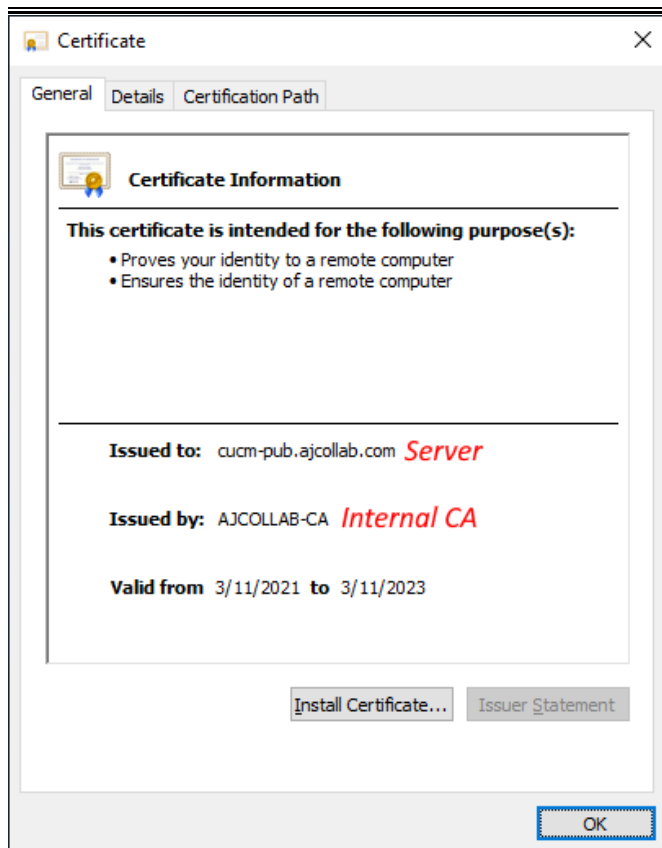 Certificate
General Details Certification Path
Certificate Information
This certificate is intended for the following purpose(s):
• Proves your identity to a remote computer
• Ensures the identity of a remote computer
Issued to: cucm-pub.ajcollab.com Server
Issued by: AJCOLLAB-CA Internal CA
Valid from 3/11/2021 to 3/11/2023
Install Certificate... Issuer Statement
OK